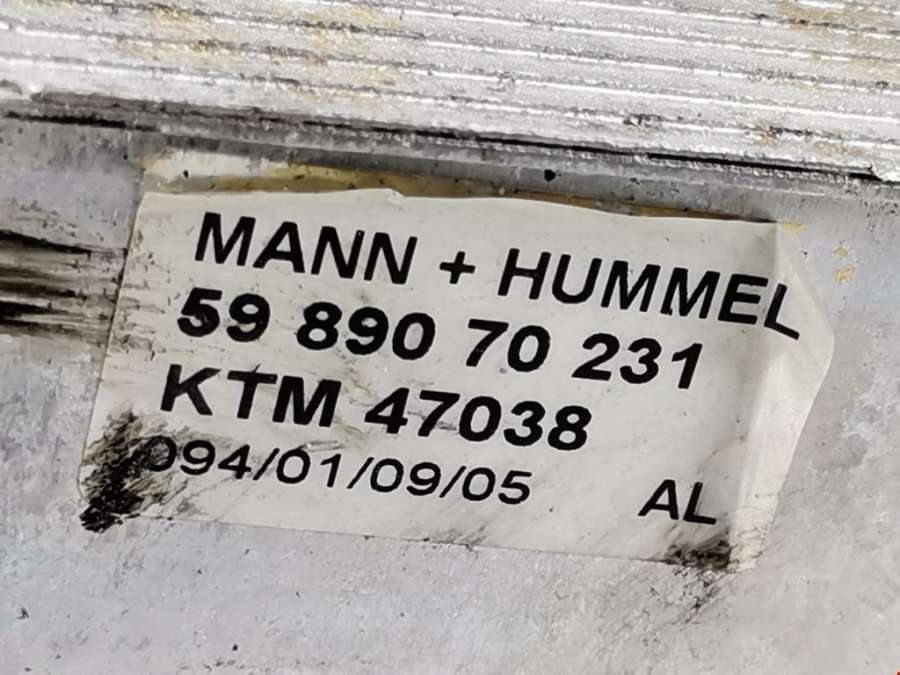 MANN + HUMMEL
59 890 70 231
KTM 47038
094/01/09/05 AL